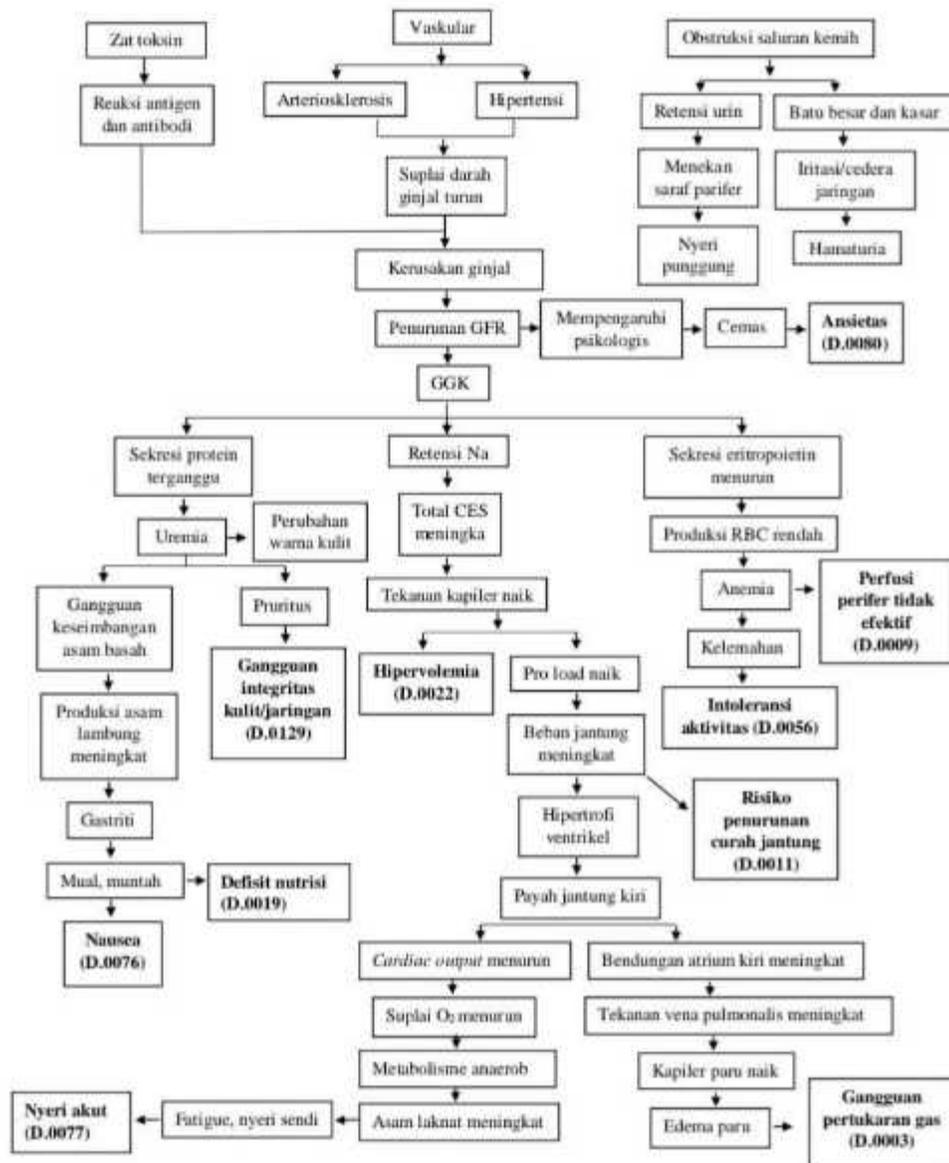 Zat toksin
Vaskular
Obstruksi saluran kemih
Reaksi antigen
dan antibodi
Arteriosklerosis
Hipertensi
Retensi urin
Batu besar dan kasar
Suplai darah
ginjal turun
Menekan
saraf parifer
Iritasi/cedera
jaringan
Nyeri
punggung
Hamaturia
Kerusakan ginjal
Penurunan GFR
Mempengaruhi
psikologis
Cemas
Ansietas
(D.0080)
GGK
Sekresi protein
terganggu
Retensi Na
Sekresi eritropoietin
menurun
Uremia
Perubahan
warna kulit
Total CES
meningka
Produksi RBC rendah
Gangguan
keseimbangan
asam basah
Pruritus
Tekanan kapiler naik
Anemia
Perfusi
perifer tidak
efektif
(D.0009)
Gangguan
integritas
kulit/jaringan
(D.0129)
Hipervolemia
(D.0022)
Pro load naik
Kelemahan
Produksi asam
lambung
meningkat
Beban jantung
meningkat
Intoleransi
aktivitas (D.0056)
Gastriti
Hipertrofi
ventrikel
Risiko
penurunan
curah jantung
(D.0011)
Mual, muntah
Defisit nutrisi
(D.0019)
Payah jantung kiri
Nausea
(D.0076)
Cardiac output menurun
Bendungan atrium kiri meningkat
Suplai O₂ menurun
Tekanan vena pulmonalis meningkat
Metabolisme anaerob
Kapiler paru naik
Nyeri akut
(D.0077)
Fatigue, nyeri sendi
Asam laknat meningkat
Edema paru
Gangguan
pertukaran gas
(D.0003)